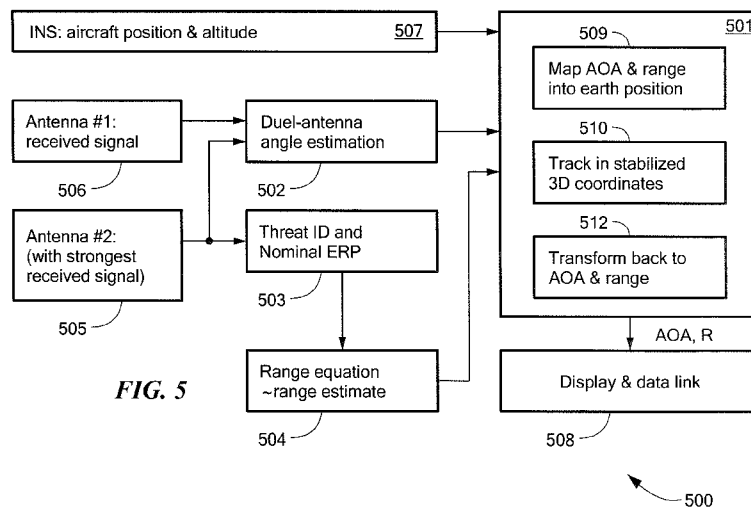 INS: aircraft position & altitude 507
501
509
Map AOA & range
into earth position
510
Track in stabilized
3D coordinates
512
Transform back to
AOA & range
Antenna #1:
received signal
506
Duel-antenna
angle estimation
502
Antenna #2:
(with strongest
received signal)
505
Threat ID and
Nominal ERP
503
Range equation
~range estimate
504
AOA, R
Display & data link
508
FIG. 5
500